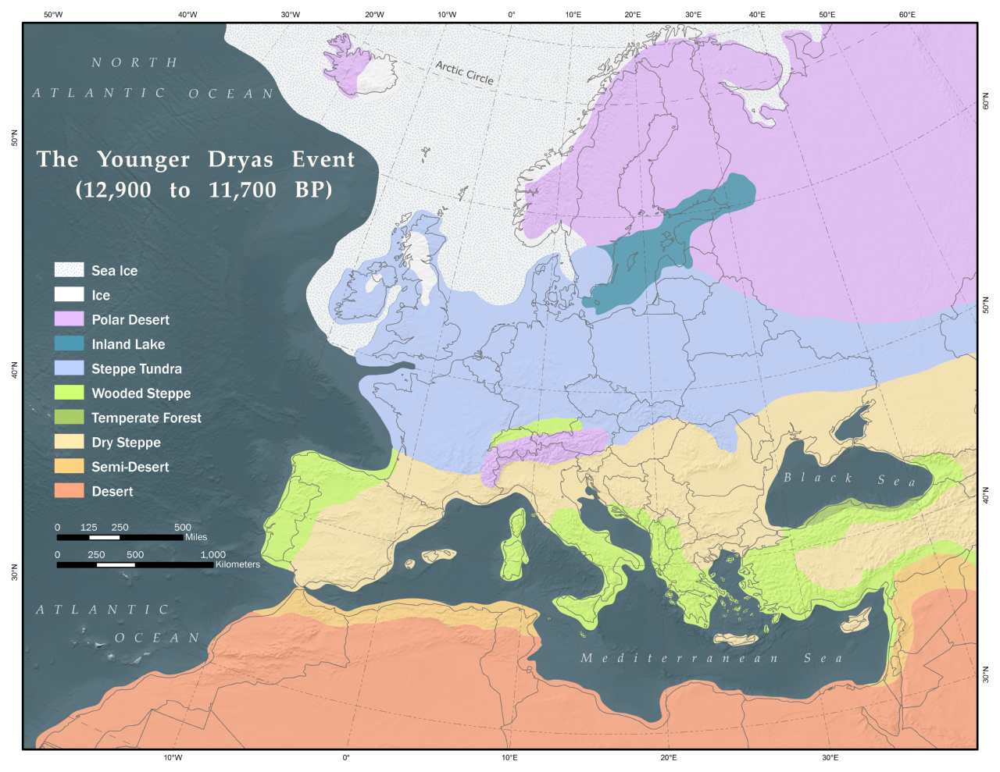 50°W 40°W 30°W 20°W 10°W 0° 10°E 20°E 30°E 40°E 50°E 60°E
NORTH
ATLANTIC OCEAN
Arctic Circle
60°N
50°N
The Younger Dryas Event
(12,900 to 11,700 BP)
Sea Ice
Ice
Polar Desert
50°N
Inland Lake
40°N
Steppe Tundra
Wooded Steppe
Temperate Forest
Dry Steppe
Semi-Desert
Black Sea
Desert
40°N
0 125 250 500
Miles
0 250 500 1,000
Kilometers
30°N
ATLANTIC
OCEAN
Mediterranean Sea
30°N
10°W 0° 10°E 20°E 30°E